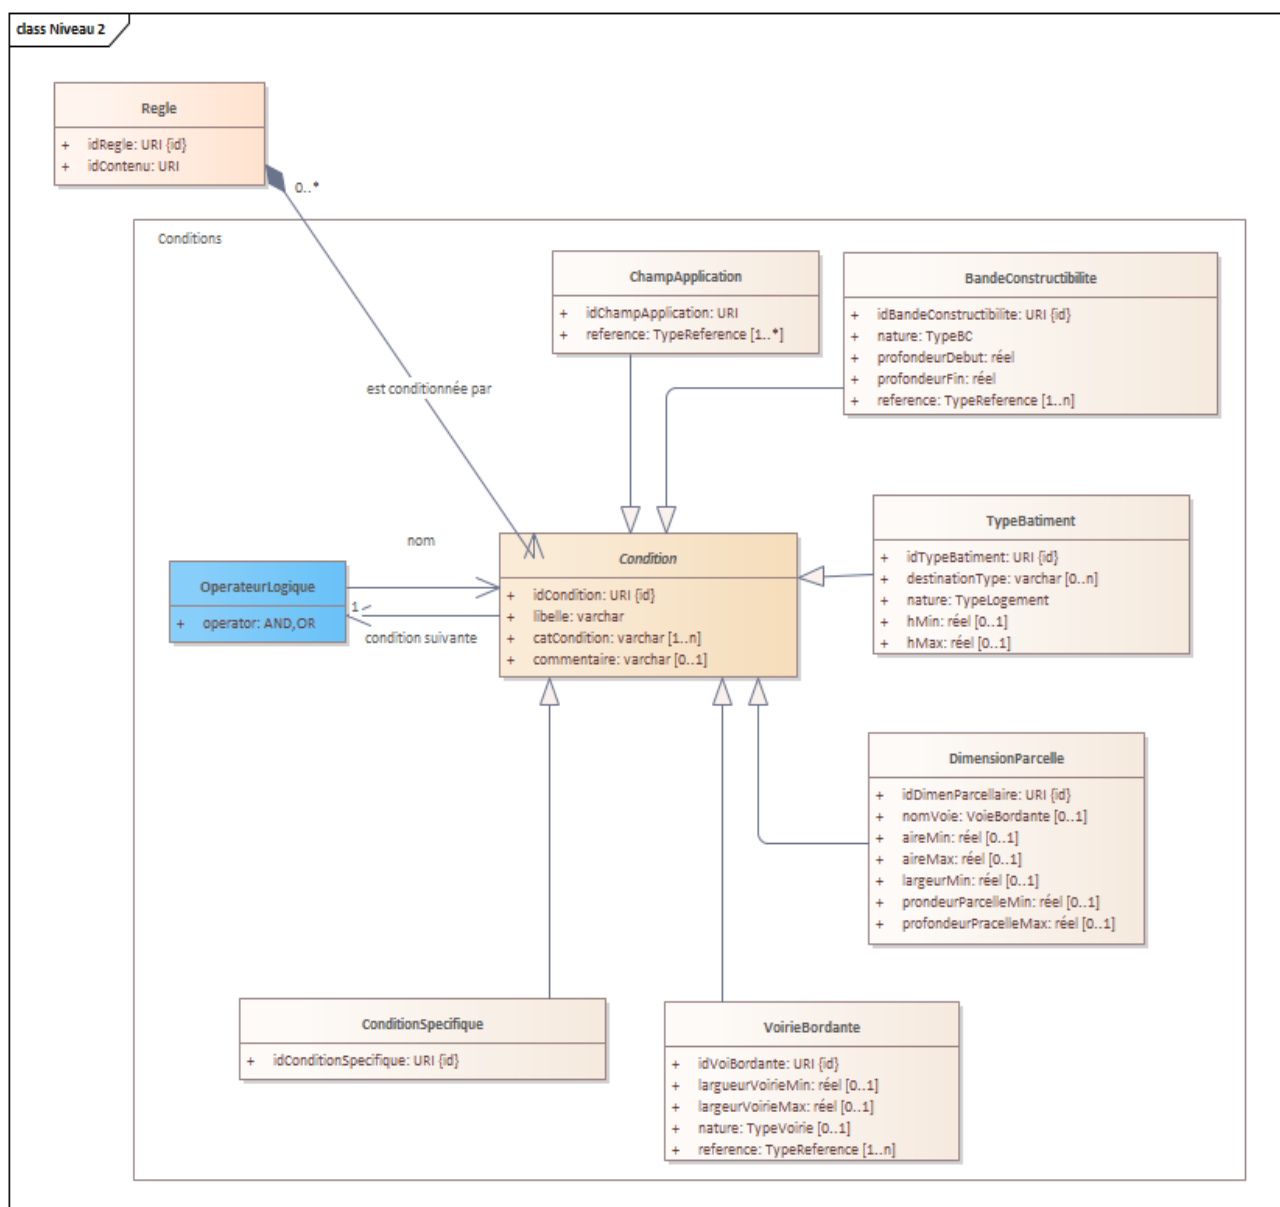 class Niveau 2
Regle
+ idRegle: URI {id}
+ idContenu: URI
0..*
Conditions
est conditionnée par
ChampApplication
+ idChampApplication: URI
+ reference: TypeReference [1..*]
BandeConstructibilite
+ idBandeConstructibilite: URI {id}
+ nature: TypeBC
+ profondeurDebut: réel
+ profondeurFin: réel
+ reference: TypeReference [1..n]
nom
OperateurLogique
+ operator: AND,OR
1
condition suivante
Condition
+ idCondition: URI {id}
+ libelle: varchar
+ catCondition: varchar [1..n]
+ commentaire: varchar [0..1]
TypeBatiment
+ idTypeBatiment: URI {id}
+ destinationType: varchar [0..n]
+ nature: TypeLogement
+ hMin: réel [0..1]
+ hMax: réel [0..1]
DimensionParcelle
+ idDimenParcellaire: URI {id}
+ nomVoie: VoieBordante [0..1]
+ aireMin: réel [0..1]
+ aireMax: réel [0..1]
+ largeurMin: réel [0..1]
+ prondeurParcelleMin: réel [0..1]
+ profondeurPracelleMax: réel [0..1]
ConditionSpecifique
+ idConditionSpecifique: URI {id}
VoirieBordante
+ idVoiBordante: URI {id}
+ largueurVoirieMin: réel [0..1]
+ largeurVoirieMax: réel [0..1]
+ nature: TypeVoirie [0..1]
+ reference: TypeReference [1..n]